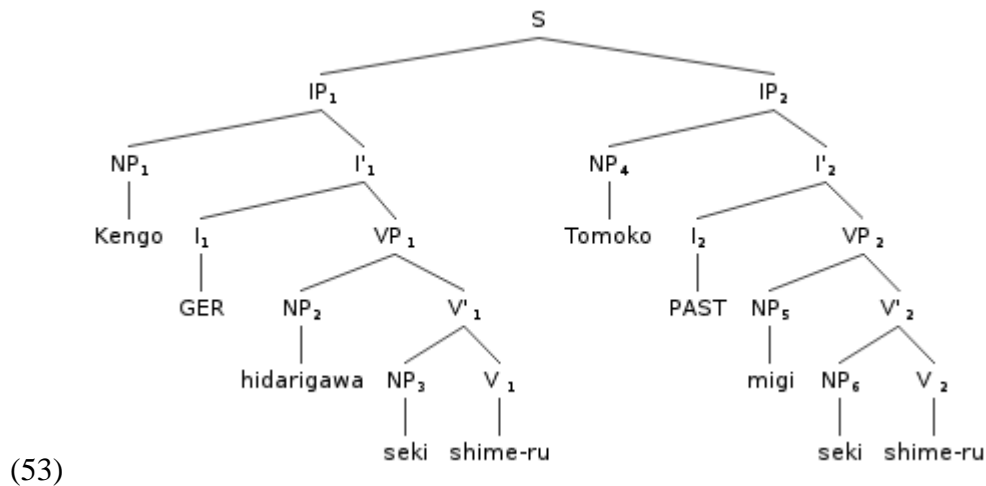 S
IP₁ IP₂
NP₁ I'₁ NP₄ I'₂
Kengo I₁ VP₁ Tomoko I₂ VP₂
GER NP₂ V'₁ PAST NP₅ V'₂
hidarigawa NP₃ V₁ migi NP₆ V₂
seki shime-ru seki shime-ru
(53)